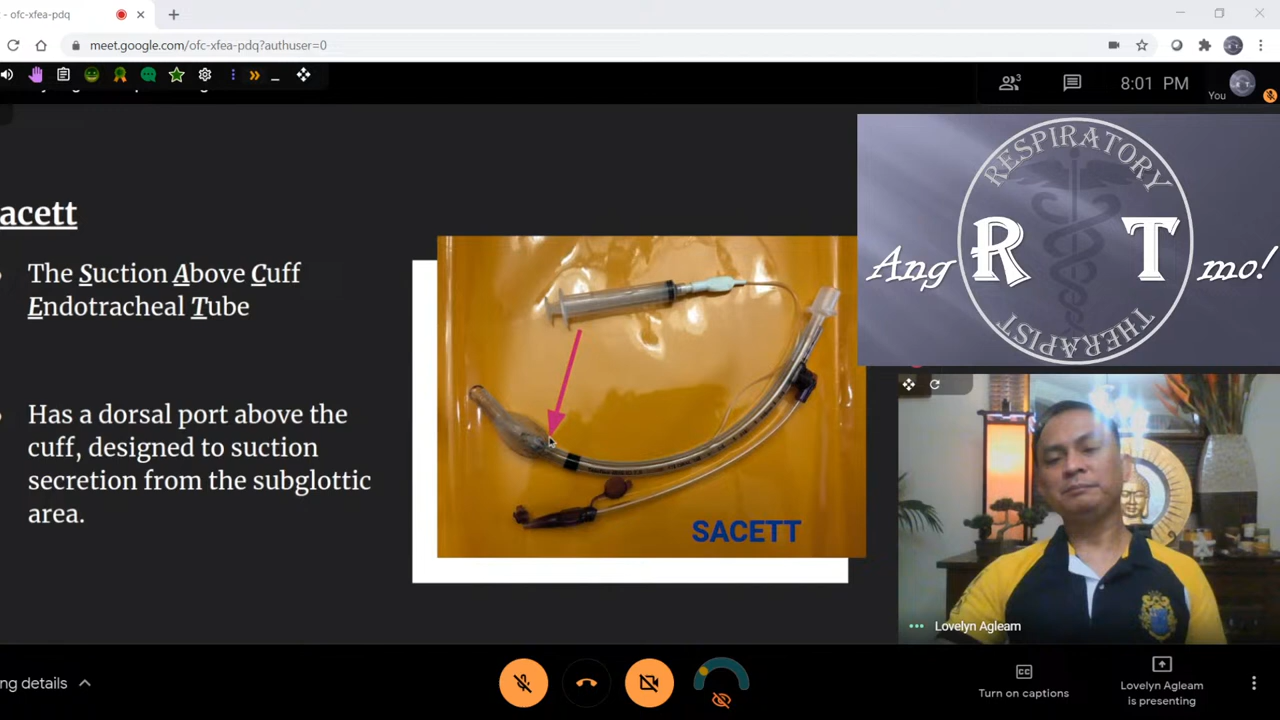 - ofc-xfea-pdq
meet.google.com/ofc-xfea-pdq?authuser=0
3
8:01 PM
You
acett
The Suction Above Cuff
Endotracheal Tube
Has a dorsal port above the
cuff, designed to suction
secretion from the subglottic
area.
SACETT
RESPIRATORY
Ang R T mo!
THERAPIST
Lovelyn Agleam
ng details
Turn on captions
Lovelyn Agleam
is presenting